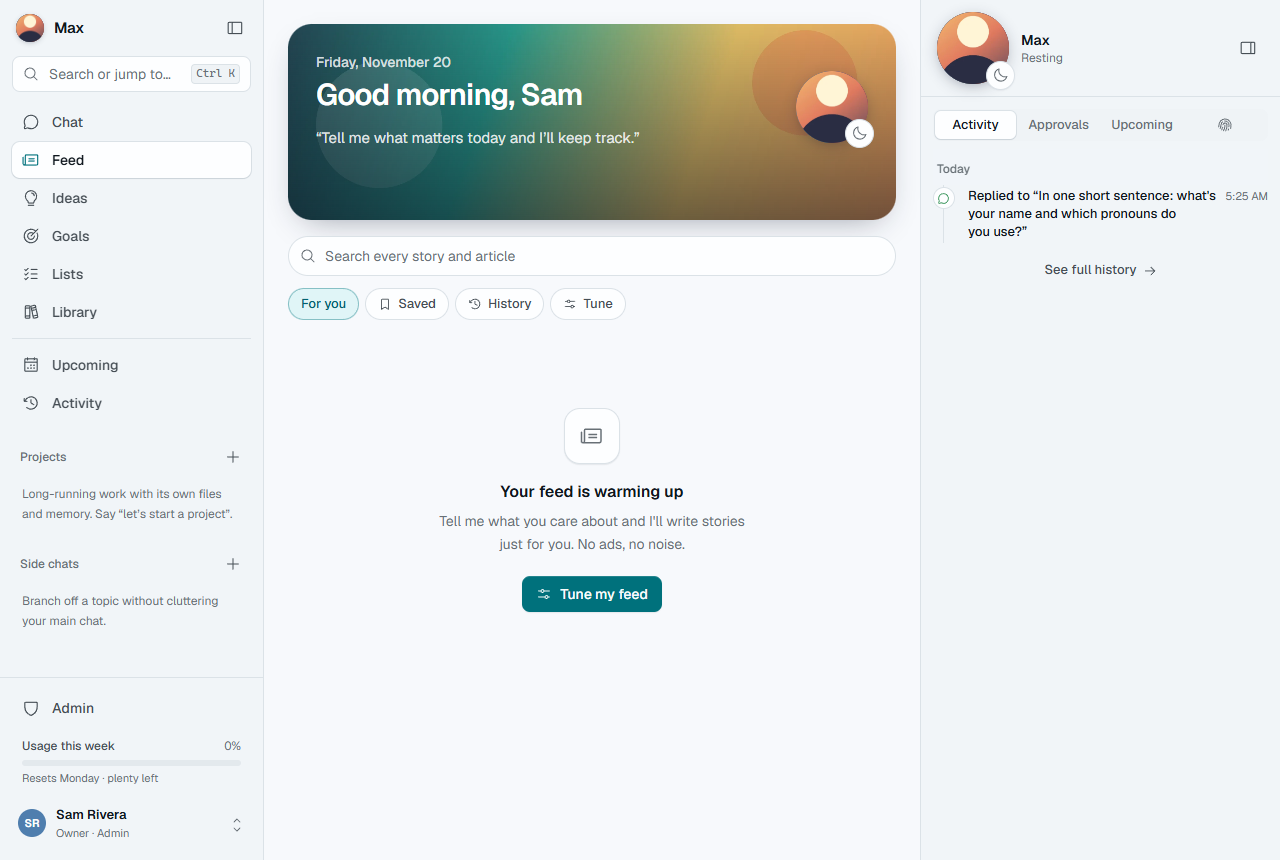 Max
Search or jump to...
Ctrl K
Chat
Feed
Ideas
Goals
Lists
Library
Upcoming
Activity
Projects
Long-running work with its own files
and memory. Say “let's start a project”.
Side chats
Branch off a topic without cluttering
your main chat.
Admin
Usage this week 0%
Resets Monday · plenty left
SR
Sam Rivera
Owner · Admin
Friday, November 20
Good morning, Sam
“Tell me what matters today and I'll keep track.”
Search every story and article
For you
Saved
History
Tune
Your feed is warming up
Tell me what you care about and I'll write stories
just for you. No ads, no noise.
Tune my feed
Max
Resting
Activity
Approvals
Upcoming
Today
Replied to “In one short sentence: what's 5:25 AM
your name and which pronouns do
you use?”
See full history →